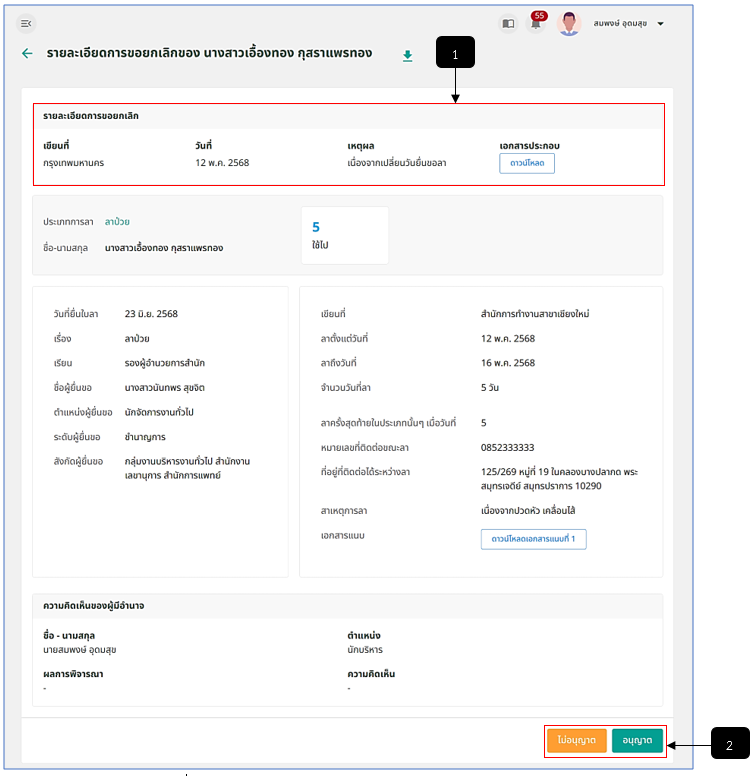 55
สมพงษ์ อุดมสุข
รายละเอียดการขอยกเลิกของ นางสาวเอื้องทอง กุสราแพรทอง
1
รายละเอียดการขอยกเลิก
เขียนที่ วันที่ เหตุผล เอกสารประกอบ
กรุงเทพมหานคร 12 พ.ค. 2568 เนื่องจากเปลี่ยนวันยื่นขอลา ดาวน์โหลด
ประเภทการลา ลาป่วย
5
ใช้ไป
ชื่อ-นามสกุล นางสาวเอื้องทอง กุสราแพรทอง
วันที่ยื่นใบลา 23 มิ.ย. 2568
เรื่อง ลาป่วย
เรียน รองผู้อำนวยการสำนัก
ชื่อผู้ยื่นขอ นางสาวนันทพร สุขจิต
ตำแหน่งผู้ยื่นขอ นักจัดการงานทั่วไป
ระดับผู้ยื่นขอ ชำนาญการ
สังกัดผู้ยื่นขอ กลุ่มงานบริหารงานทั่วไป สำนักงาน
เลขานุการ สำนักการแพทย์
เขียนที่ สำนักการทำงานสาขาเชียงใหม่
ลาตั้งแต่วันที่ 12 พ.ค. 2568
ลาถึงวันที่ 16 พ.ค. 2568
จำนวนวันที่ลา 5 วัน
ลาครั้งสุดท้ายในประเภทนั้นๆ เมื่อวันที่ 5
หมายเลขที่ติดต่อขณะลา 0852333333
ที่อยู่ที่ติดต่อได้ระหว่างลา 125/269 หมู่ที่ 19 ในคลองบางปลากด พระ
สมุทรเจดีย์ สมุทรปราการ 10290
สาเหตุการลา เนื่องจากปวดหัว เคลื่อนไส้
เอกสารแนบ ดาวน์โหลดเอกสารแนบที่ 1
ความคิดเห็นของผู้มีอำนาจ
ชื่อ - นามสกุล ตำแหน่ง
นายสมพงษ์ อุดมสุข นักบริหาร
ผลการพิจารณา ความคิดเห็น
- -
ไม่อนุญาต อนุญาต
2